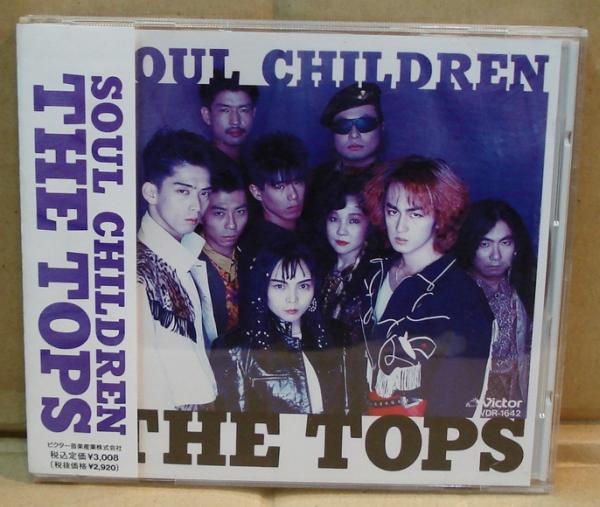 SOUL CHILDREN
THE TOPS
ビクター音楽産業株式会社
税込定価¥3,008
(税抜価格¥2,920)
OUL CHILDREN
Victor
VDR-1642
THE TOPS